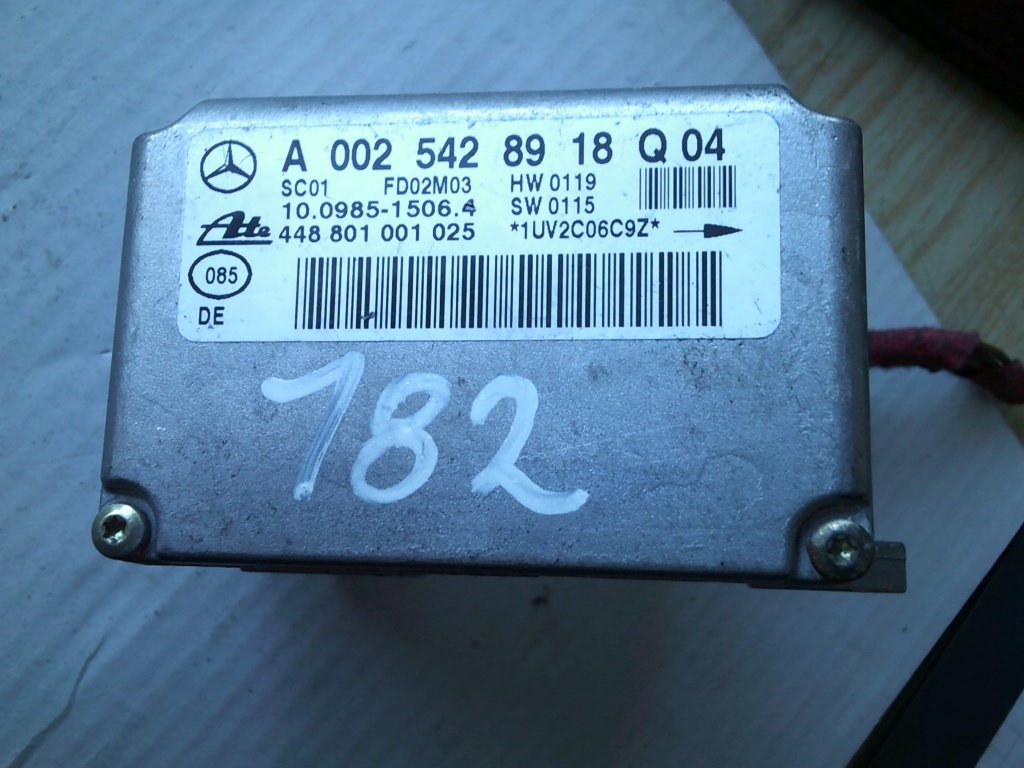 A 002 542 89 18 Q 04
SC01 FD02M03 HW 0119
10.0985-1506.4 SW 0115
Ate 448 801 001 025 *1UV2C06C9Z*
085
DE
182